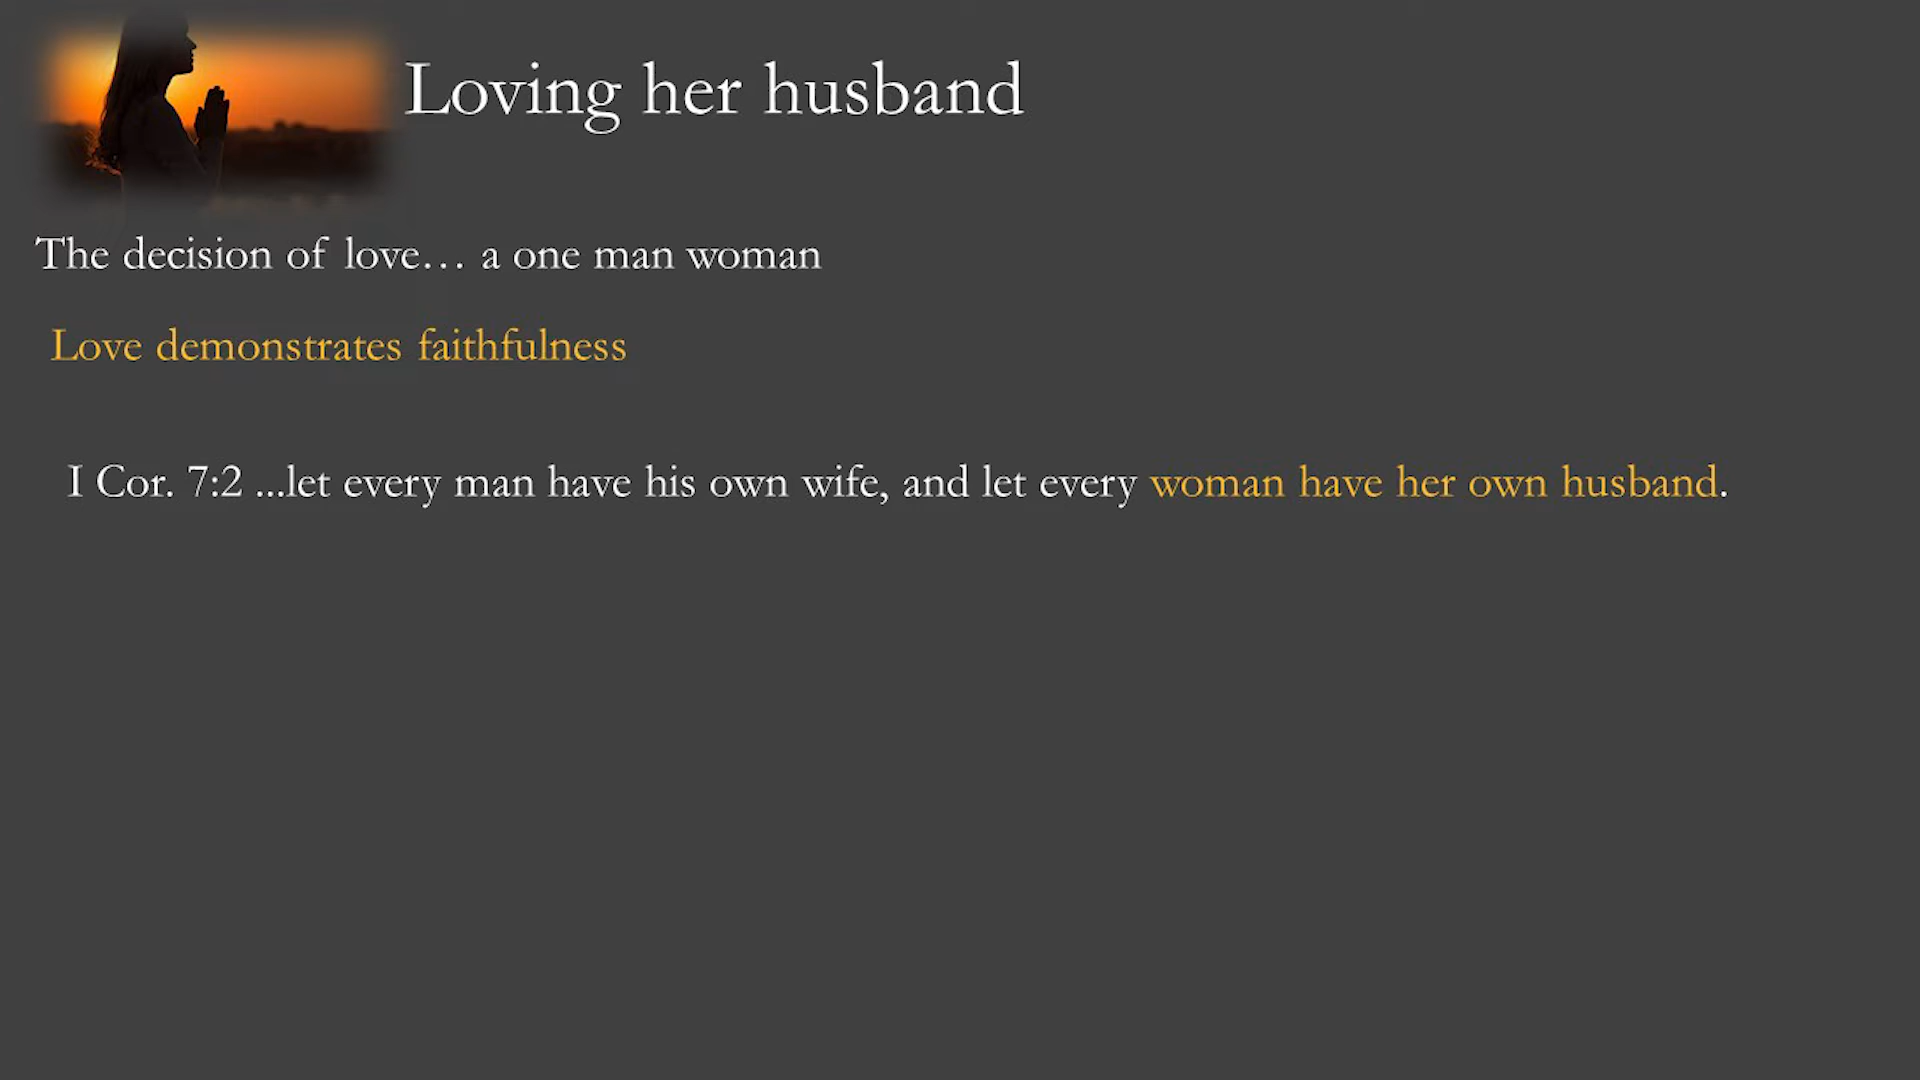 Loving her husband
The decision of love… a one man woman
Love demonstrates faithfulness
I Cor. 7:2 ...let every man have his own wife, and let every woman have her own husband.